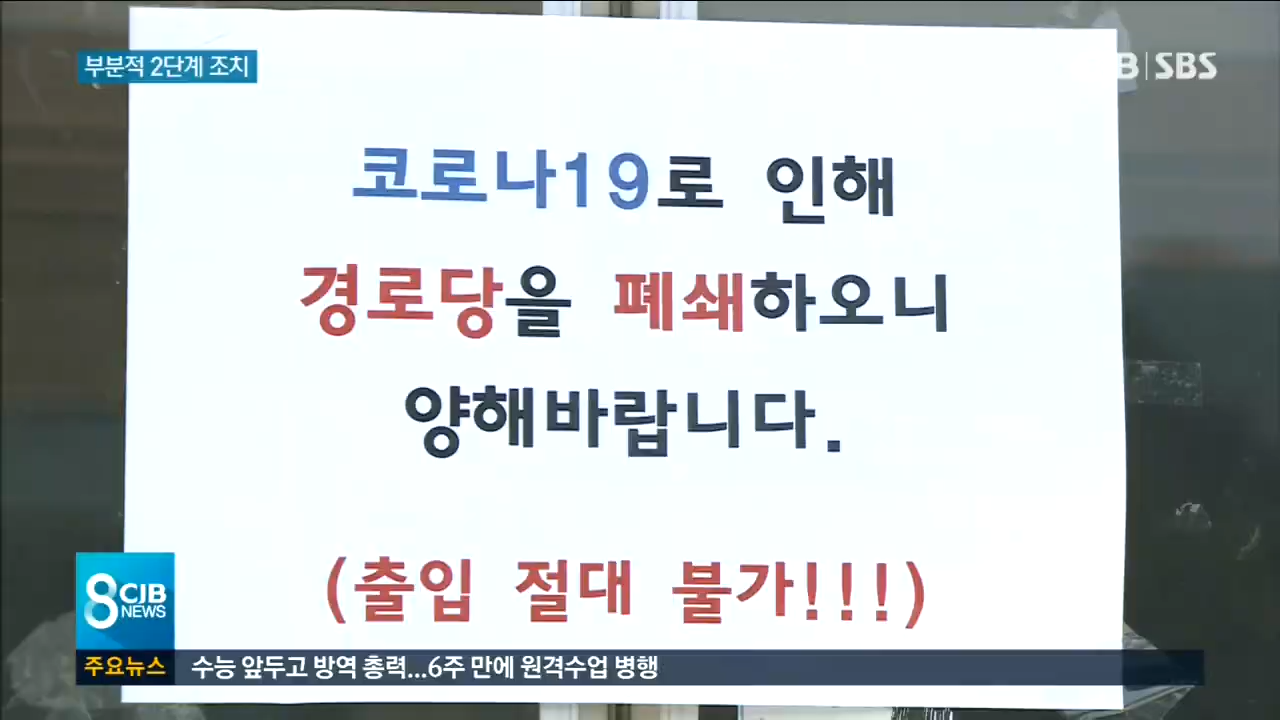 부분적 2단계 조치
B SBS
코로나19로 인해
경로당을 폐쇄하오니
양해바랍니다.
(출입 절대 불가!!!)
8 CJB
NEWS
주요뉴스 수능 앞두고 방역 총력...6주 만에 원격수업 병행